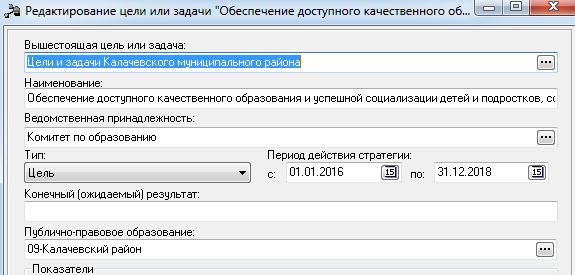 Редактирование цели или задачи "Обеспечение доступного качественного об...
Вышестоящая цель или задача:
Цели и задачи Калачевского муниципального района
Наименование:
Обеспечение доступного качественного образования и успешной социализации детей и подростков, со
Ведомственная принадлежность:
Комитет по образованию
Тип: Период действия стратегии:
Цель с: 01.01.2016 15 по: 31.12.2018 15
Конечный (ожидаемый) результат:
Публично-правовое образование:
09-Калачевский район
Показатели